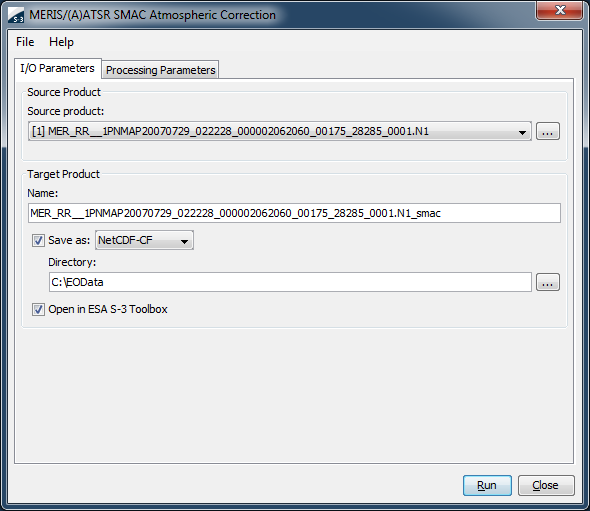 S-3 MERIS/(A)ATSR SMAC Atmospheric Correction
File Help
I/O Parameters Processing Parameters
Source Product
Source product:
[1] MER_RR__1PNMAP20070729_022228_000002062060_00175_28285_0001.N1 ...
Target Product
Name:
MER_RR__1PNMAP20070729_022228_000002062060_00175_28285_0001.N1_smac
Save as: NetCDF-CF
Directory:
C:\EOData ...
Open in ESA S-3 Toolbox
Run Close